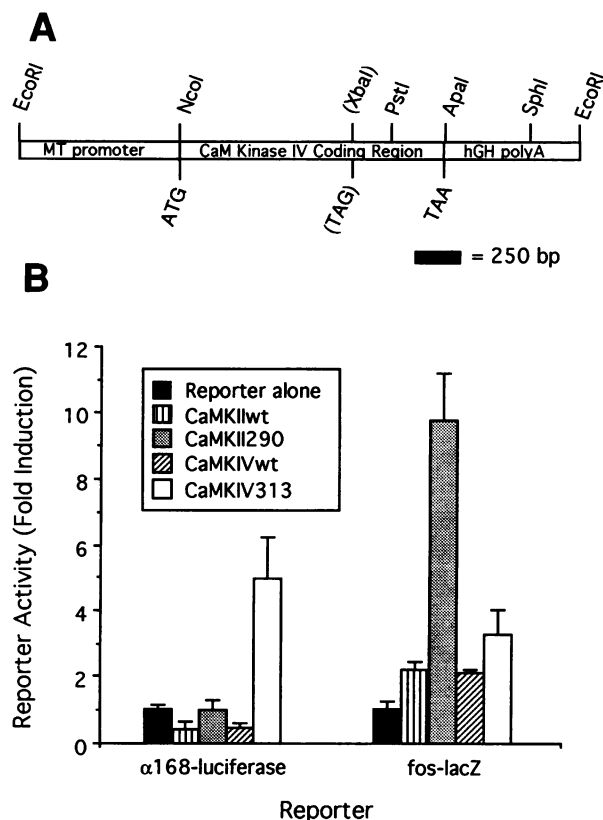 A
EcoRI NcoI (XbaI) PstI ApaI SphI EcoRI
MT promoter CaM Kinase IV Coding Region hGH polyA
ATG (TAG) TAA
= 250 bp
B
Reporter Activity (Fold Induction)
12
10
8
6
4
2
0
Reporter alone
CaMKIIwt
CaMKII290
CaMKIVwt
CaMKIV313
α168-luciferase fos-lacZ
Reporter